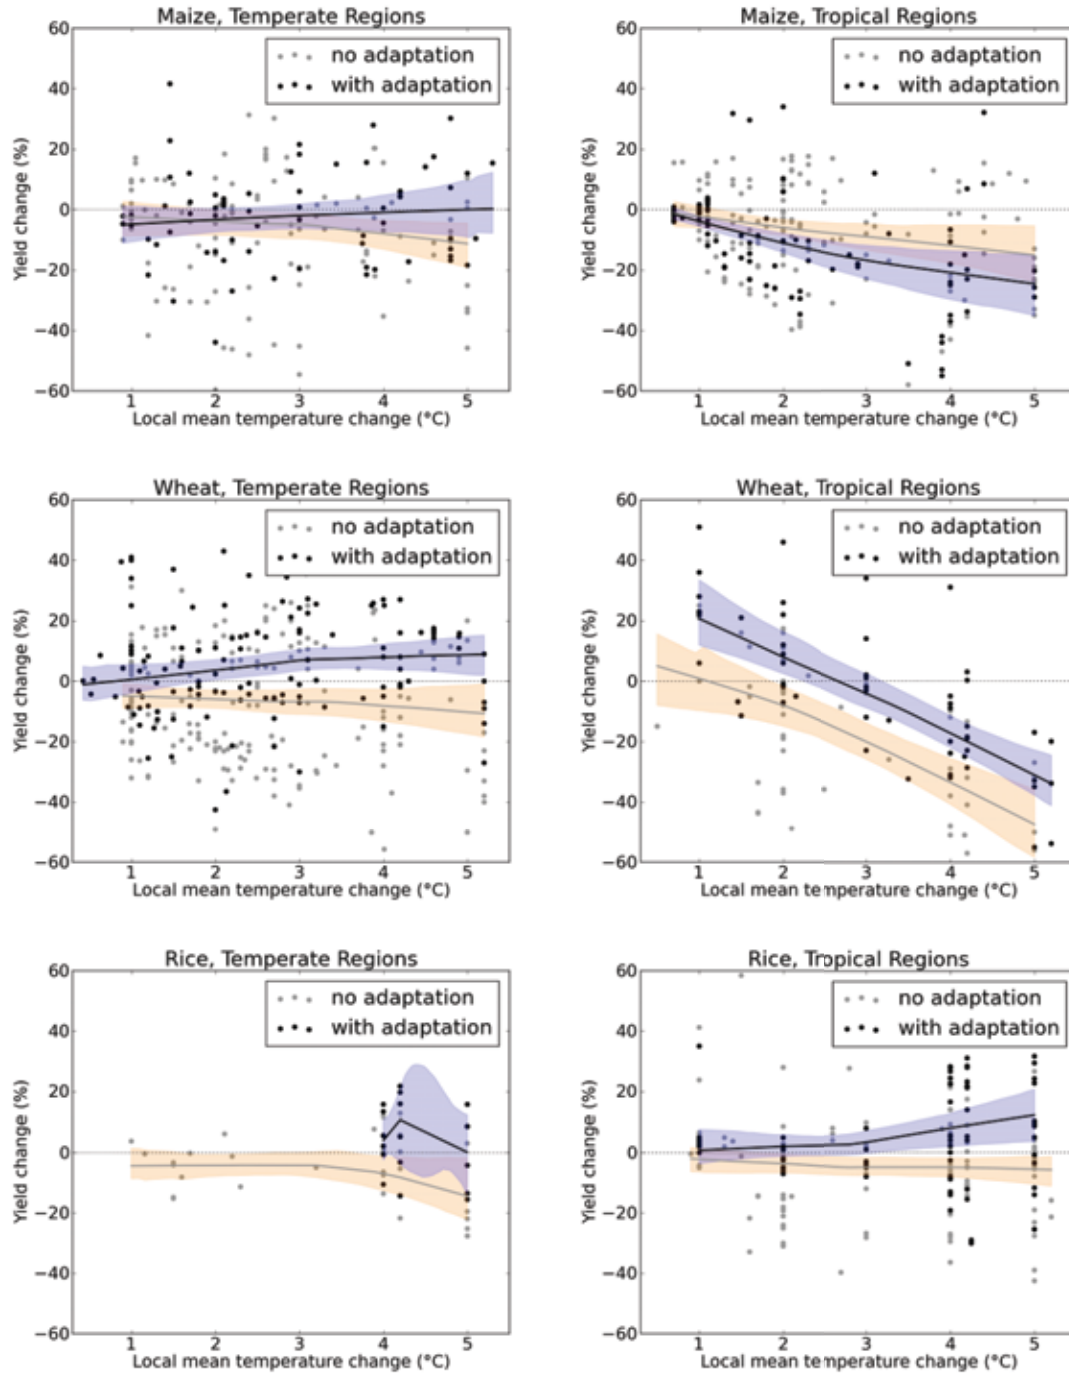 Maize, Temperate Regions
no adaptation
with adaptation
Yield change (%)
60
40
20
0
−20
−40
−60
1 2 3 4 5
Local mean temperature change (°C)
Maize, Tropical Regions
no adaptation
with adaptation
Yield change (%)
60
40
20
0
−20
−40
−60
1 2 3 4 5
Local mean temperature change (°C)
Wheat, Temperate Regions
no adaptation
with adaptation
Yield change (%)
60
40
20
0
−20
−40
−60
1 2 3 4 5
Local mean temperature change (°C)
Wheat, Tropical Regions
no adaptation
with adaptation
Yield change (%)
60
40
20
0
−20
−40
−60
1 2 3 4 5
Local mean temperature change (°C)
Rice, Temperate Regions
no adaptation
with adaptation
Yield change (%)
60
40
20
0
−20
−40
−60
1 2 3 4 5
Local mean temperature change (°C)
Rice, Tropical Regions
no adaptation
with adaptation
Yield change (%)
60
40
20
0
−20
−40
−60
1 2 3 4 5
Local mean temperature change (°C)